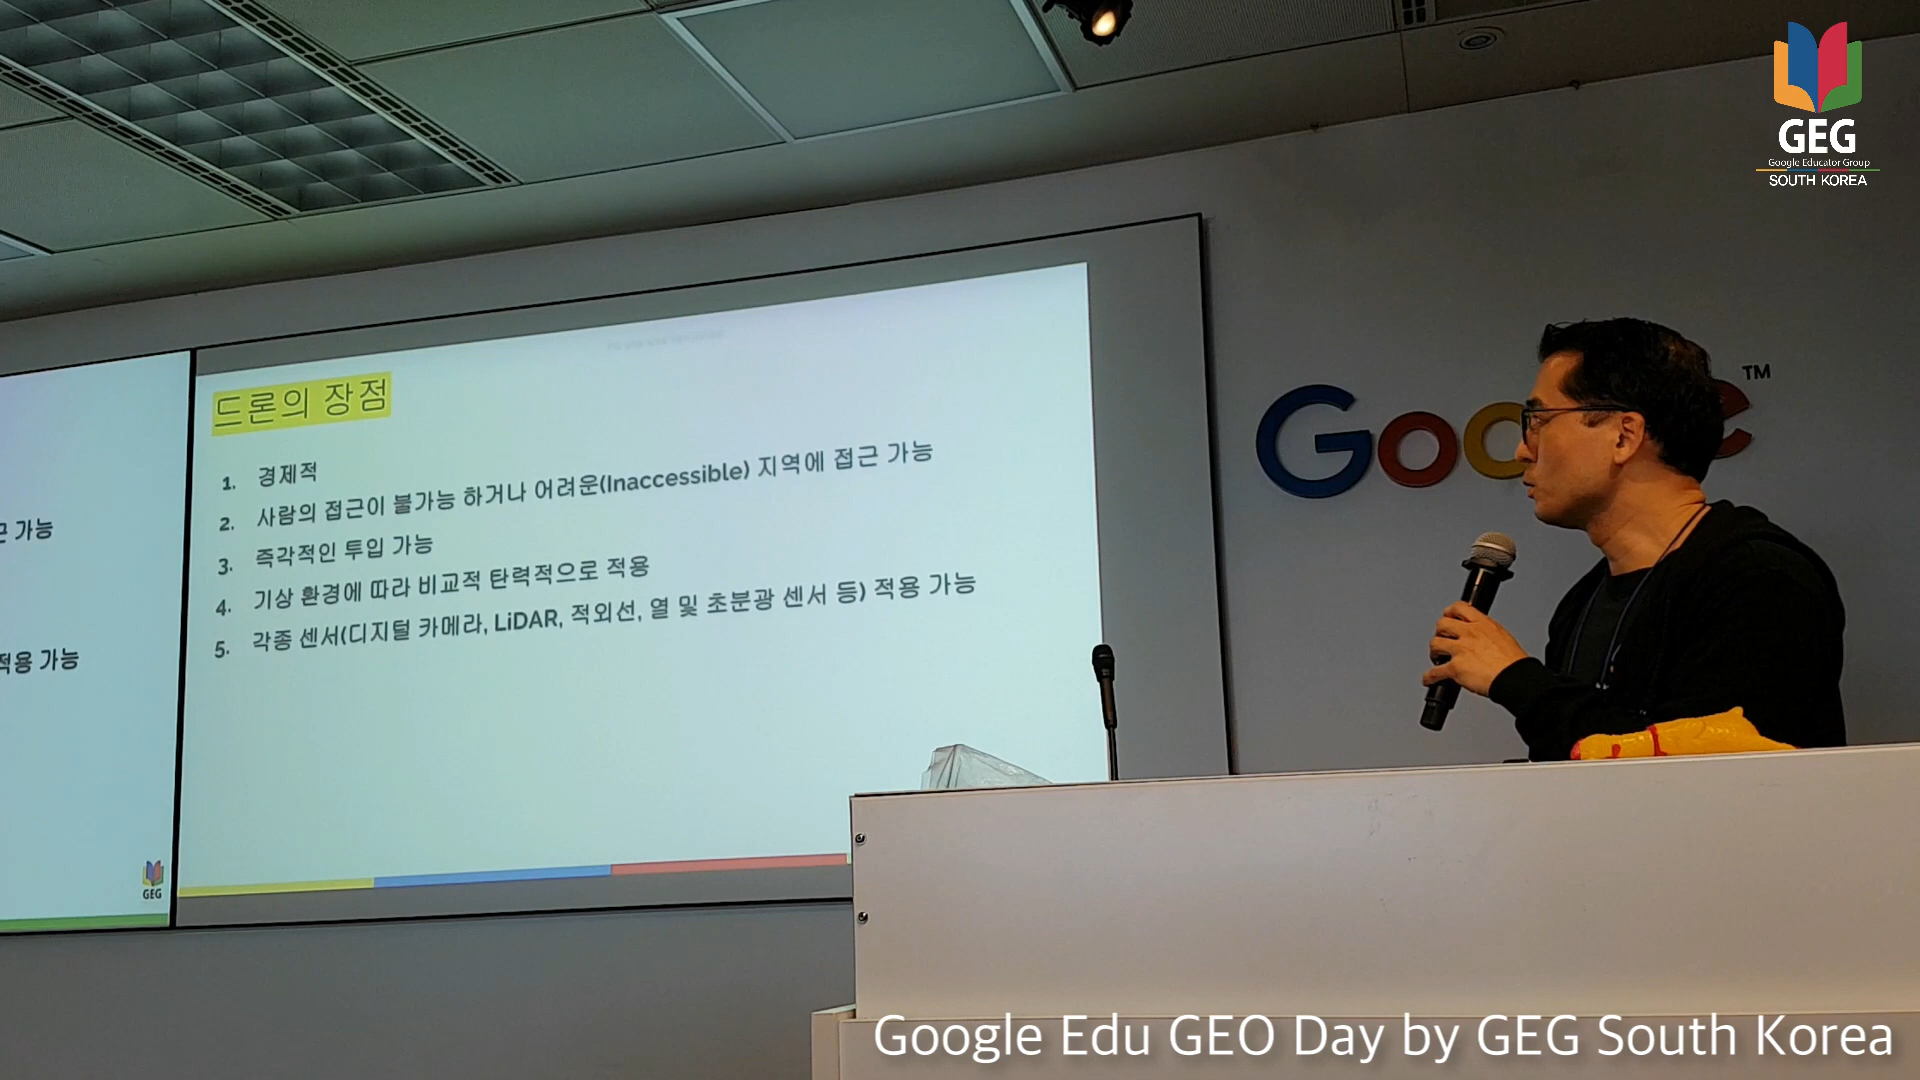 GEG
Google Educator Group
SOUTH KOREA
근 가능
적용 가능
GEG
드론의 장점
1. 경제적
2. 사람의 접근이 불가능 하거나 어려운(Inaccessible) 지역에 접근 가능
3. 즉각적인 투입 가능
4. 기상 환경에 따라 비교적 탄력적으로 적용
5. 각종 센서(디지털 카메라, LiDAR, 적외선, 열 및 초분광 센서 등) 적용 가능
Google TM
Google Edu GEO Day by GEG South Korea